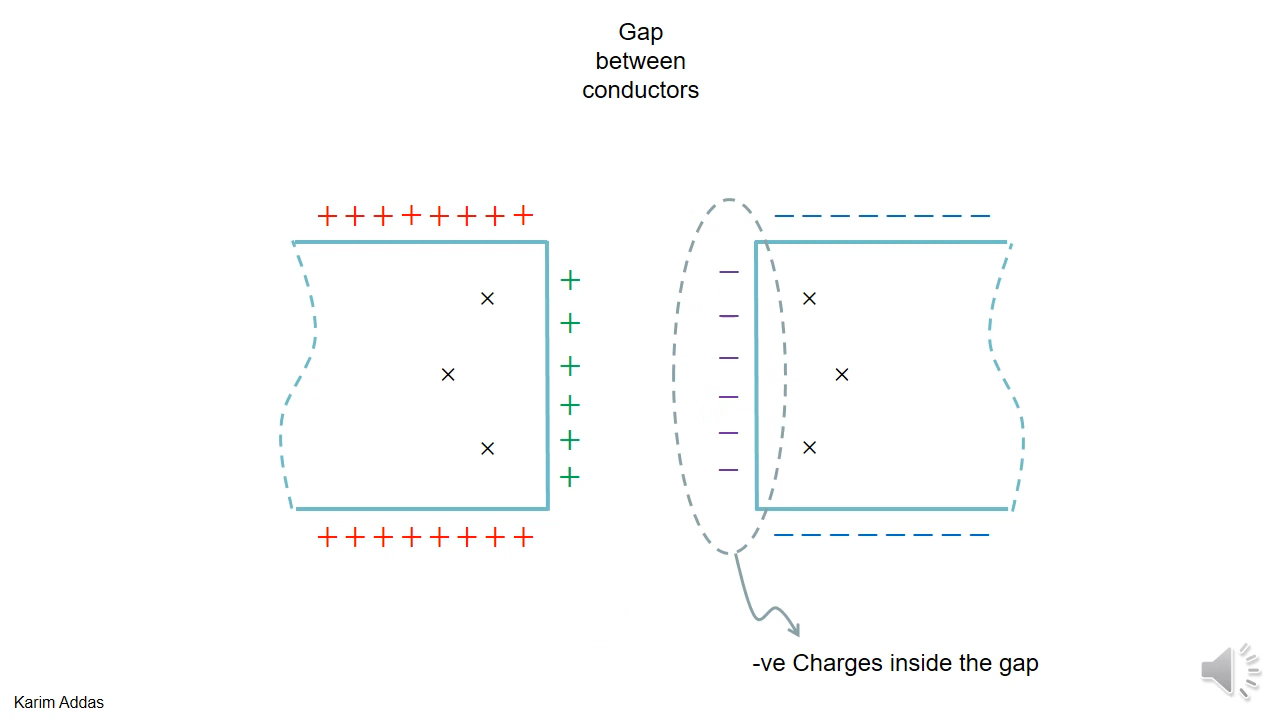 Gap
between
conductors
+ + + + + + + +
− − − − − − − −
+
+
+
+
+
+
−
−
−
−
−
−
×
×
×
×
×
×
+ + + + + + + +
− − − − − − − −
-ve Charges inside the gap
Karim Addas